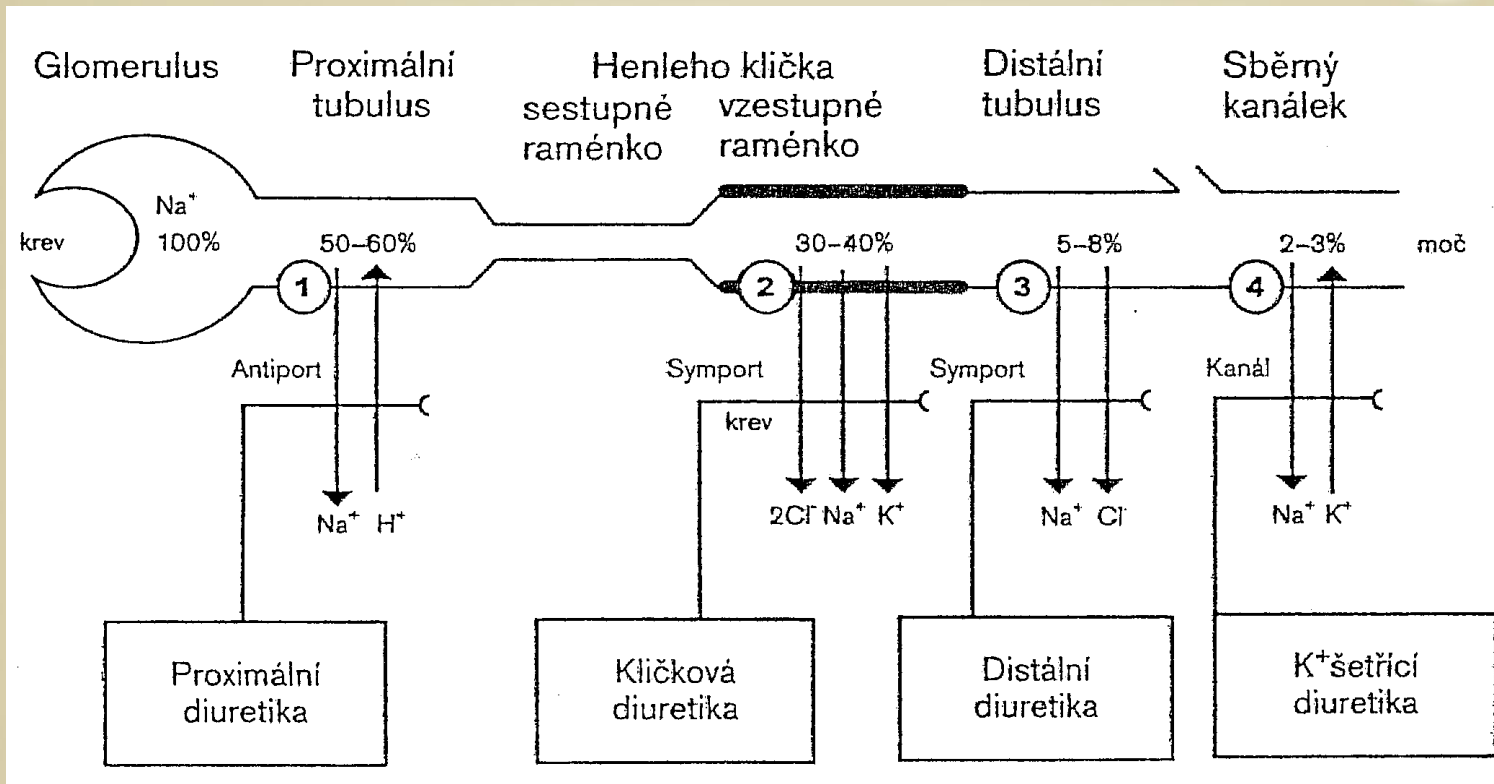 Glomerulus
Proximální
tubulus
Henleho klička
sestupné
raménko
vzestupné
raménko
Distální
tubulus
Sběrný
kanálek
krev
Na⁺
100%
50–60%
30–40%
5–8%
2–3%
moč
1
2
3
4
Antiport
Symport
krev
Symport
Kanál
Na⁺ H⁺
2Cl⁻ Na⁺ K⁺
Na⁺ Cl⁻
Na⁺ K⁺
Proximální
diuretika
Kličková
diuretika
Distální
diuretika
K⁺šetřící
diuretika